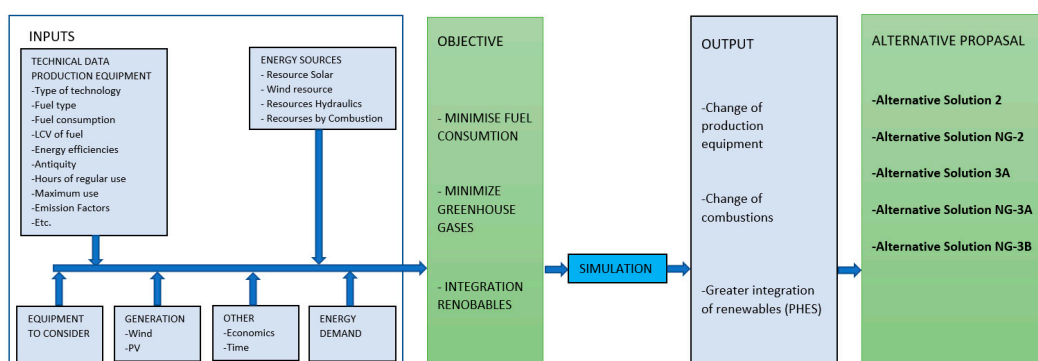 INPUTS
TECHNICAL DATA
PRODUCTION EQUIPMENT
-Type of technology
-Fuel type
-Fuel consumption
-LCV of fuel
-Energy efficiencies
-Antiquity
-Hours of regular use
-Maximum use
-Emission Factors
-Etc.
ENERGY SOURCES
- Resource Solar
- Wind resource
- Resources Hydraulics
- Recourses by Combustion
EQUIPMENT
TO CONSIDER
GENERATION
-Wind
-PV
OTHER
-Economics
-Time
ENERGY
DEMAND
OBJECTIVE
- MINIMISE FUEL
CONSUMTION
- MINIMIZE
GREENHOUSE
GASES
- INTEGRATION
RENOBABLES
SIMULATION
OUTPUT
-Change of
production
equipment
-Change of
combustions
-Greater integration
of renewables (PHES)
ALTERNATIVE PROPASAL
-Alternative Solution 2
-Alternative Solution NG-2
-Alternative Solution 3A
-Alternative Solution NG-3A
-Alternative Solution NG-3B